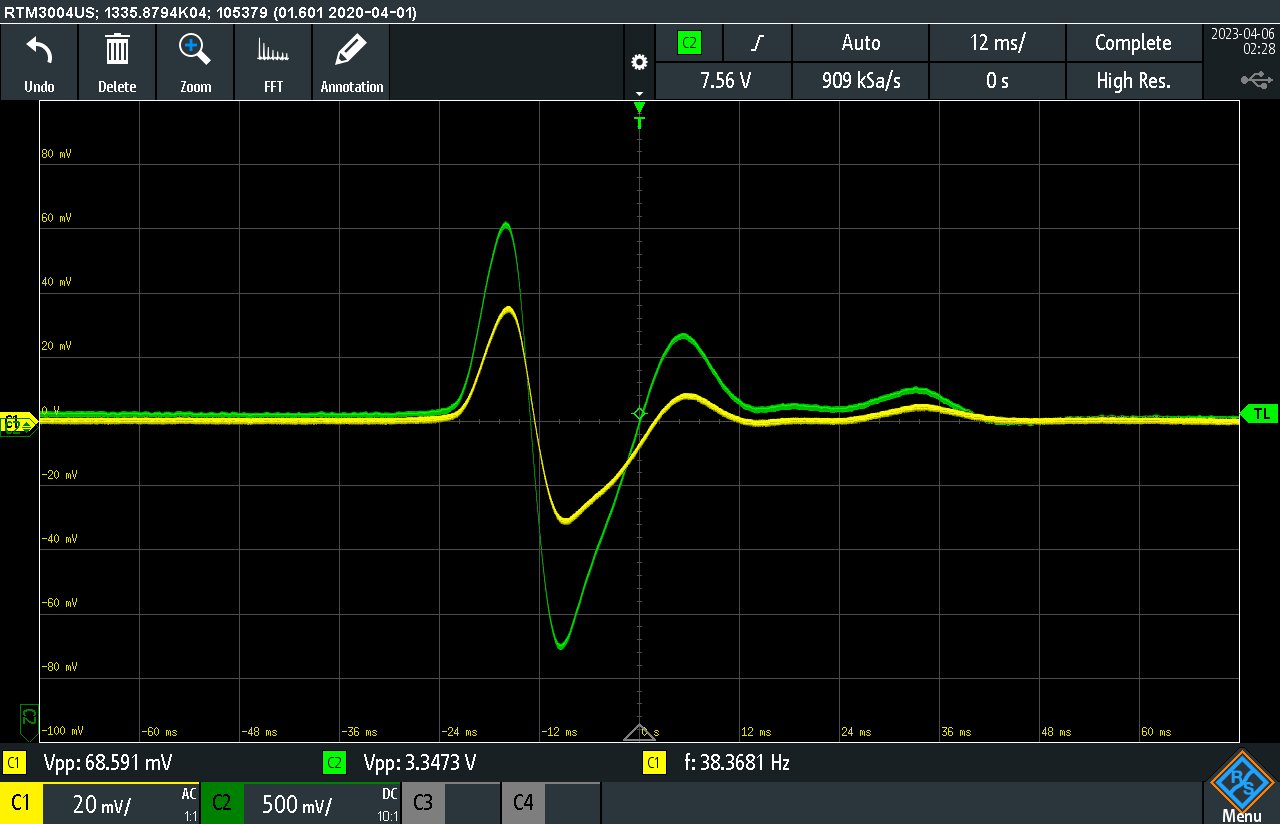 RTM3004US; 1335.8794K04; 105379 (01.601 2020-04-01)
Undo
Delete
Zoom
FFT
Annotation
C2
Auto
12 ms/
Complete
2023-04-06
02:28
7.56 V
909 kSa/s
0 s
High Res.
T
80 mV
60 mV
40 mV
20 mV
0 V
C1
TL
-20 mV
-40 mV
-60 mV
-80 mV
C2
-100 mV
-60 ms
-48 ms
-36 ms
-24 ms
-12 ms
0 s
12 ms
24 ms
36 ms
48 ms
60 ms
C1 Vpp: 68.591 mV
C2 Vpp: 3.3473 V
C1 f: 38.3681 Hz
C1 20 mV/ AC 1:1
C2 500 mV/ DC 10:1
C3
C4
R S
Menu